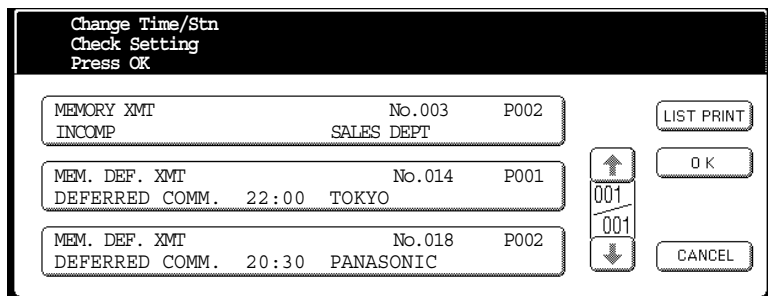 Change Time/Stn
Check Setting
Press OK
MEMORY XMT No.003 P002
INCOMP SALES DEPT
LIST PRINT
MEM. DEF. XMT No.014 P001
DEFERRED COMM. 22:00 TOKYO
OK
001
001
MEM. DEF. XMT No.018 P002
DEFERRED COMM. 20:30 PANASONIC
CANCEL